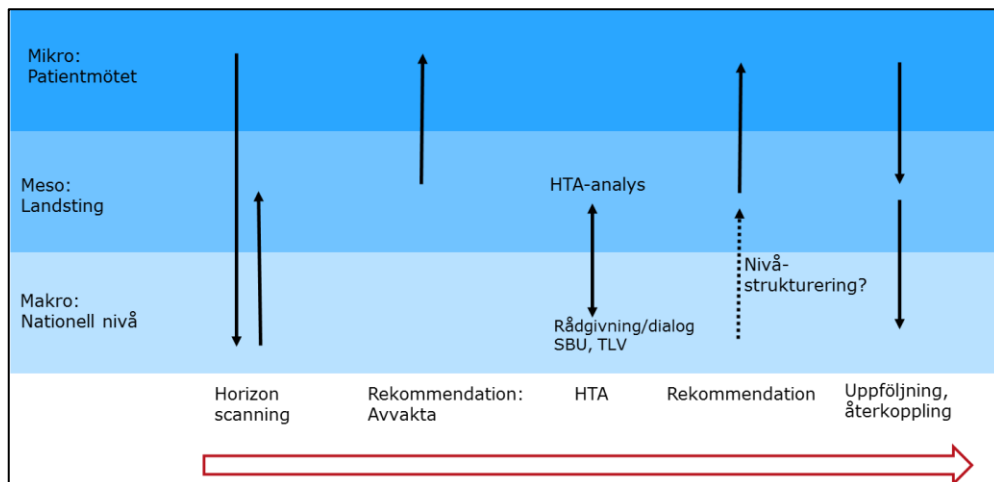 Mikro:
Patientmötet
Meso:
Landsting
HTA-analys
Nivå-
strukturering?
Makro:
Nationell nivå
Rådgivning/dialog
SBU, TLV
Horizon
scanning
Rekommendation:
Avvakta
HTA
Rekommendation
Uppföljning,
återkoppling